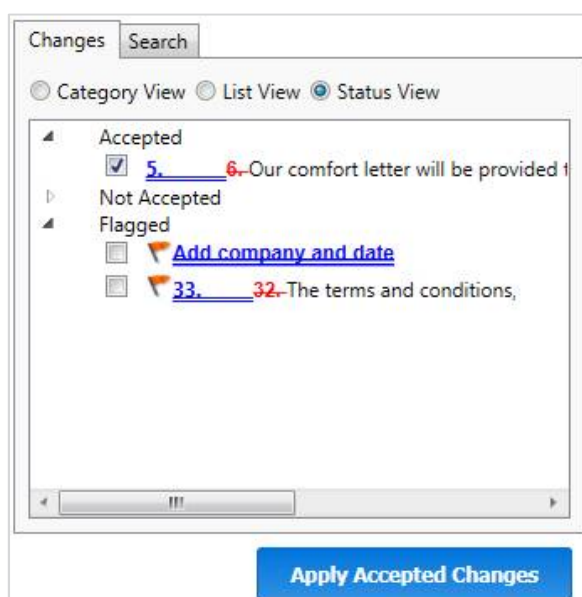 Changes Search
Category View List View Status View
Accepted
5. 6. Our comfort letter will be provided
Not Accepted
Flagged
Add company and date
33. 32. The terms and conditions,
Apply Accepted Changes